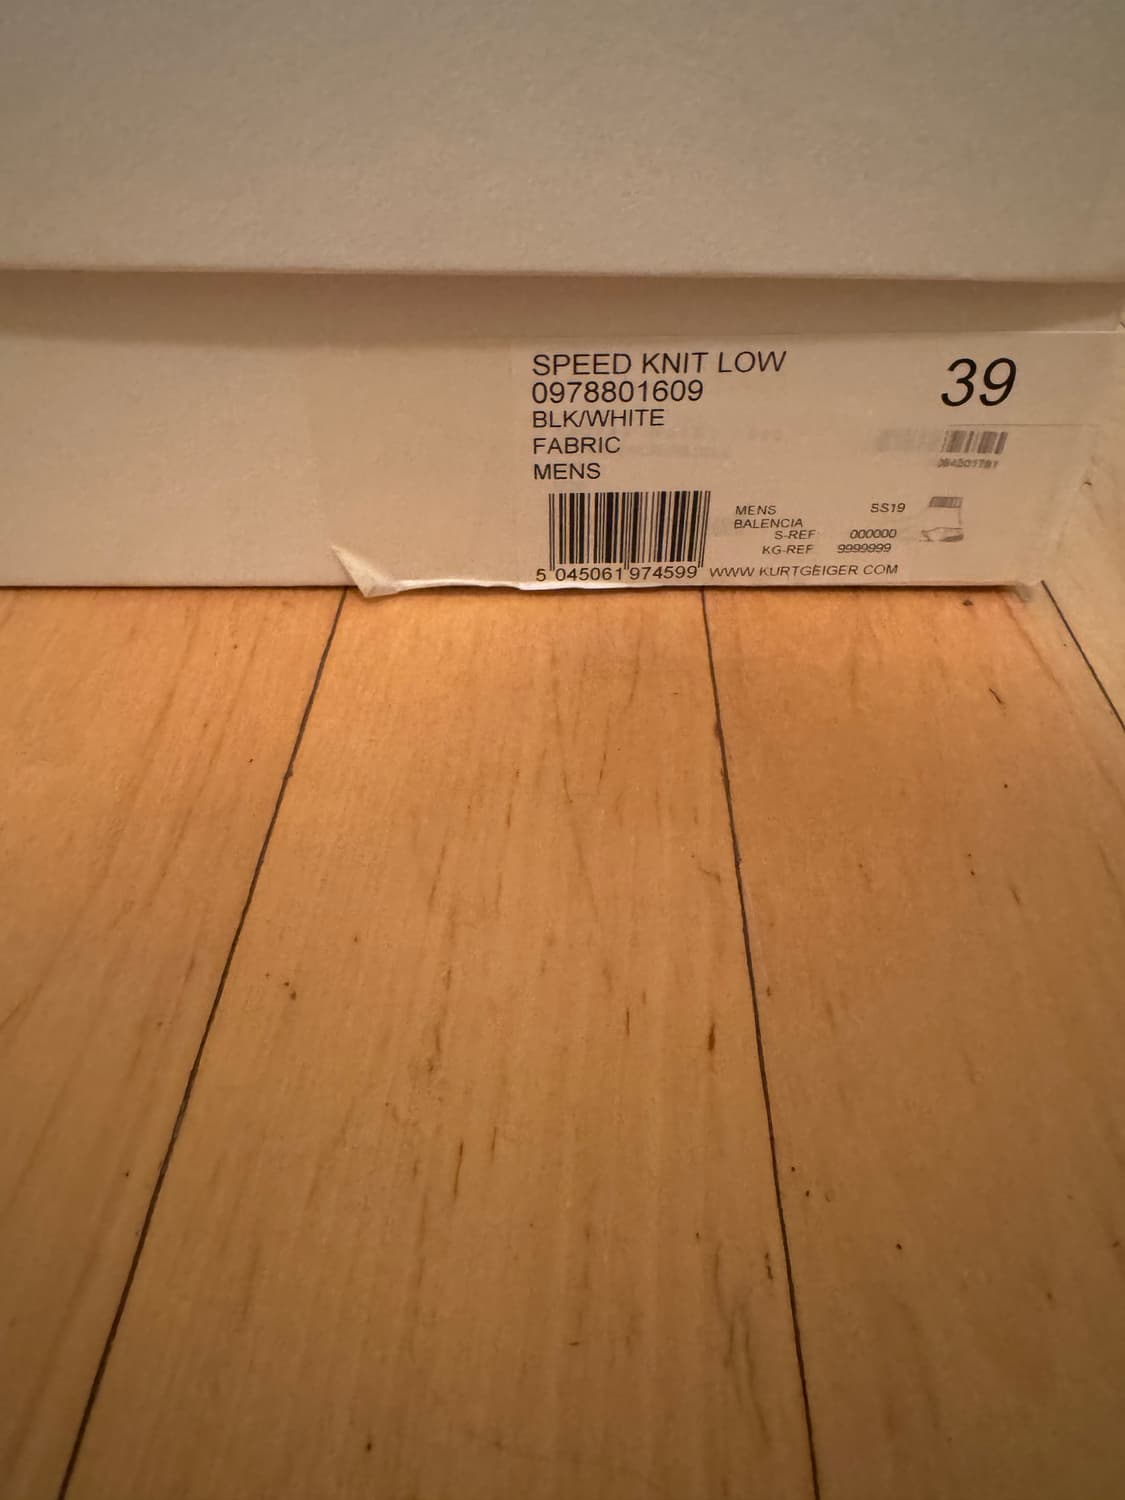 SPEED KNIT LOW
39
0978801609
BLK/WHITE
FABRIC
MENS
MENS SS19
BALENCIA
S-REF 000000
KG-REF 9999999
5 045061 974599 WWW KURTGEIGER COM